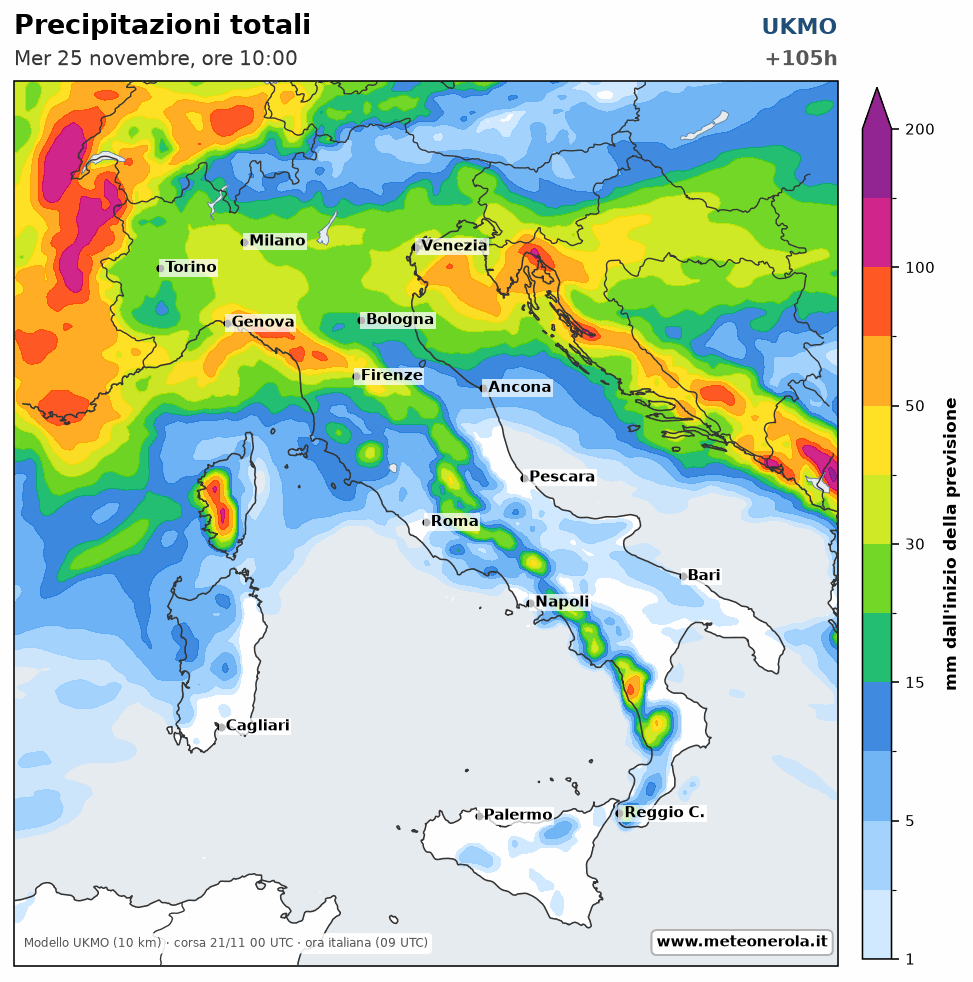 Precipitazioni totali
UKMO
Mer 25 novembre, ore 10:00
+105h
200
100
50
30
15
5
1
mm dall'inizio della previsione
Milano
Venezia
Torino
Genova
Bologna
Firenze
Ancona
Pescara
Roma
Bari
Napoli
Cagliari
Palermo
Reggio C.
Modello UKMO (10 km) · corsa 21/11 00 UTC · ora italiana (09 UTC)
www.meteonerola.it